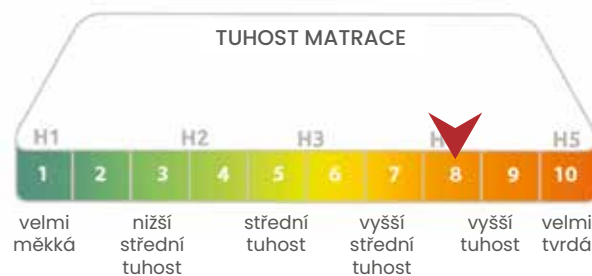 TUHOST MATRACE
H1 H2 H3 H H5
1 2 3 4 5 6 7 8 9 10
velmi měkká
nižší střední tuhost
střední tuhost
vyšší střední tuhost
vyšší tuhost
velmi tvrdá